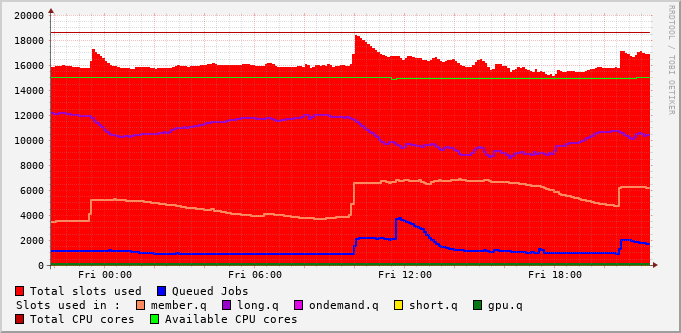 20000
18000
16000
14000
12000
10000
8000
6000
4000
2000
0
Fri 00:00 Fri 06:00 Fri 12:00 Fri 18:00
RRDTOOL / TOBI OETIKER
Total slots used Queued Jobs
Slots used in : member.q long.q ondemand.q short.q gpu.q
Total CPU cores Available CPU cores